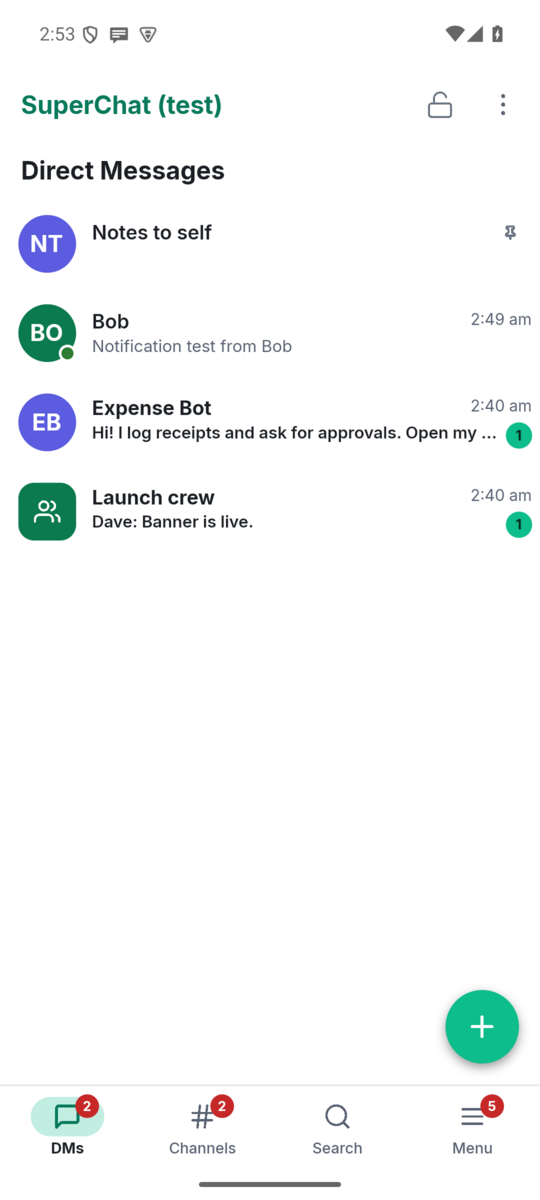 2:53
SuperChat (test)
Direct Messages
NT
Notes to self
BO
Bob
2:49 am
Notification test from Bob
EB
Expense Bot
2:40 am
Hi! I log receipts and ask for approvals. Open my ...
1
Launch crew
2:40 am
Dave: Banner is live.
1
2
2
5
DMs
Channels
Search
Menu